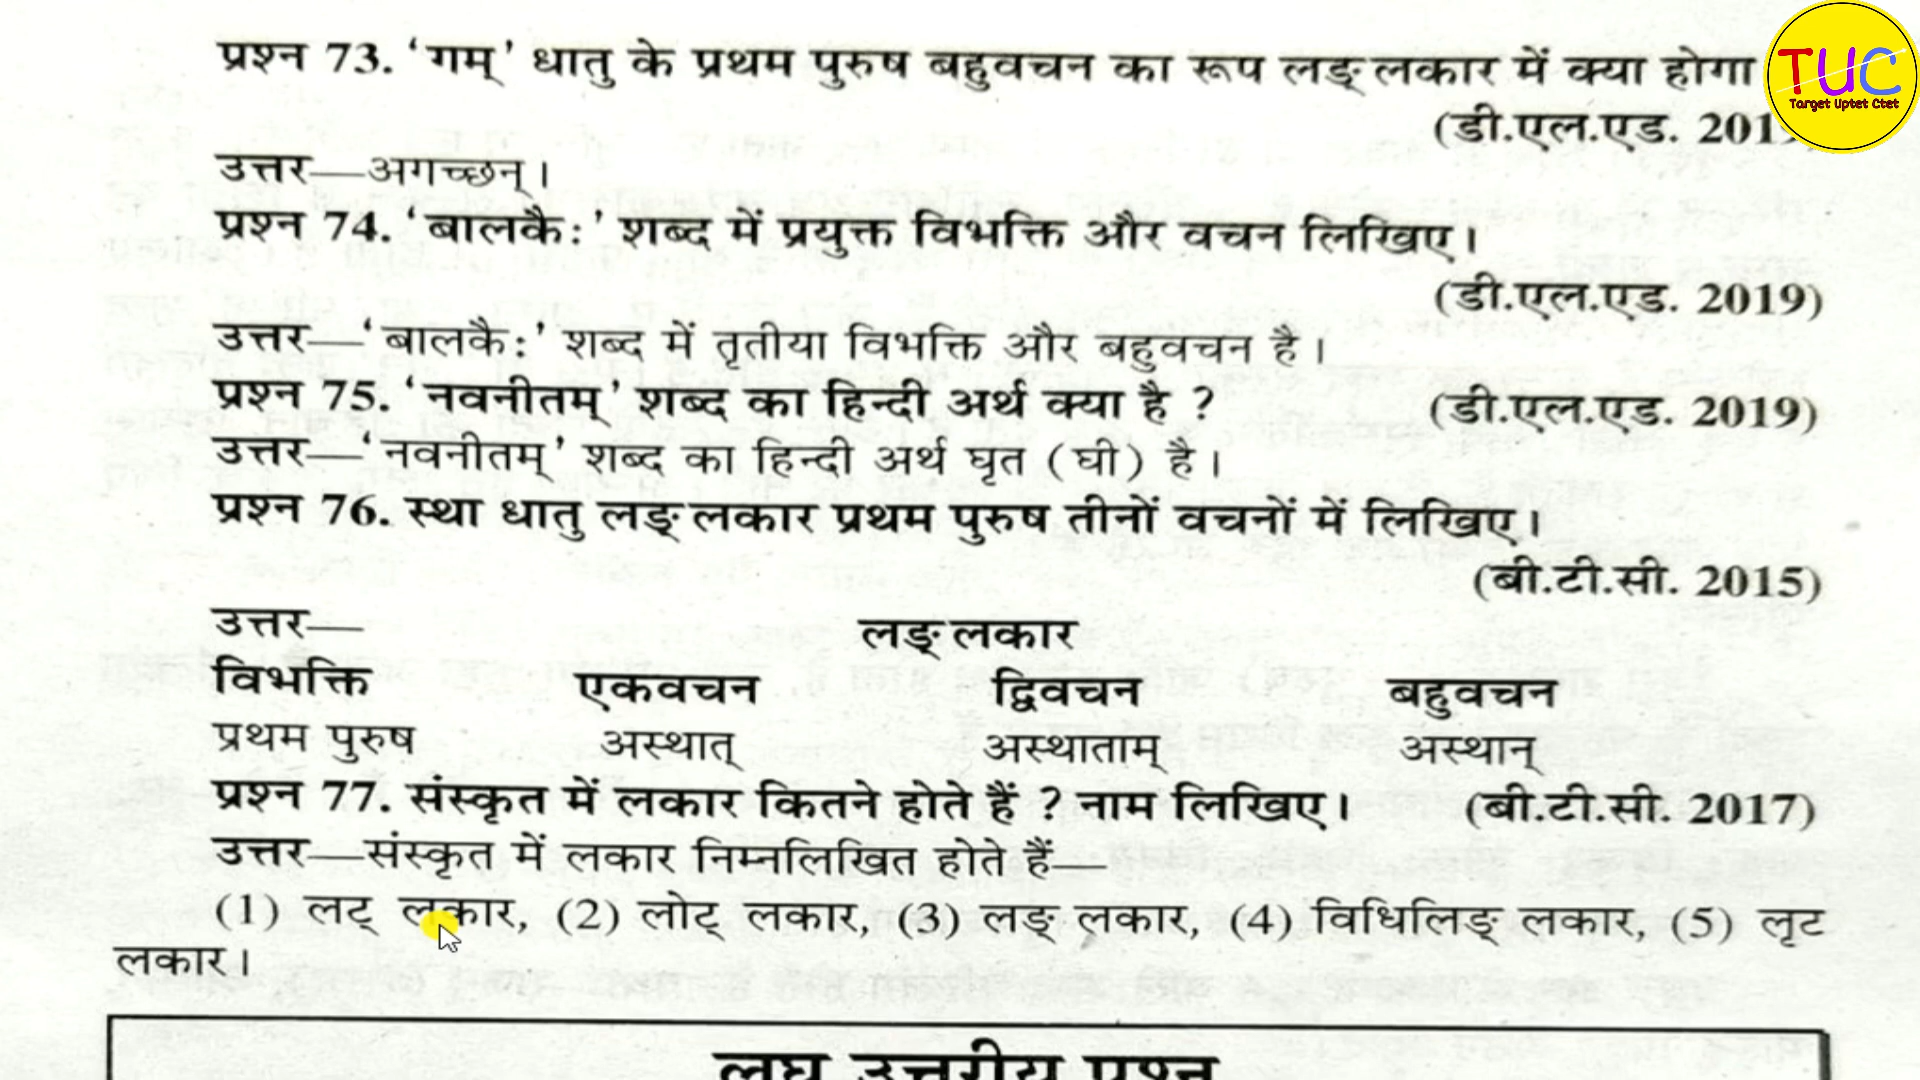 प्रश्न 73. ‘गम्’ धातु के प्रथम पुरुष बहुवचन का रूप लङ् लकार में क्या होगा
TUC
Target Uptet Ctet
(डी.एल.एड. 201
उत्तर—अगच्छन्।
प्रश्न 74. ‘बालकैः’ शब्द में प्रयुक्त विभक्ति और वचन लिखिए।
(डी.एल.एड. 2019)
उत्तर—‘बालकैः’ शब्द में तृतीया विभक्ति और बहुवचन है।
प्रश्न 75. ‘नवनीतम्’ शब्द का हिन्दी अर्थ क्या है ? (डी.एल.एड. 2019)
उत्तर—‘नवनीतम्’ शब्द का हिन्दी अर्थ घृत (घी) है।
प्रश्न 76. स्था धातु लङ् लकार प्रथम पुरुष तीनों वचनों में लिखिए।
(बी.टी.सी. 2015)
उत्तर— लङ् लकार
विभक्ति एकवचन द्विवचन बहुवचन
प्रथम पुरुष अस्थात् अस्थाताम् अस्थान्
प्रश्न 77. संस्कृत में लकार कितने होते हैं ? नाम लिखिए। (बी.टी.सी. 2017)
उत्तर—संस्कृत में लकार निम्नलिखित होते हैं—
(1) लट् लकार, (2) लोट् लकार, (3) लङ् लकार, (4) विधिलिङ् लकार, (5) लृट
लकार।
लघु उत्तरीय प्रश्न